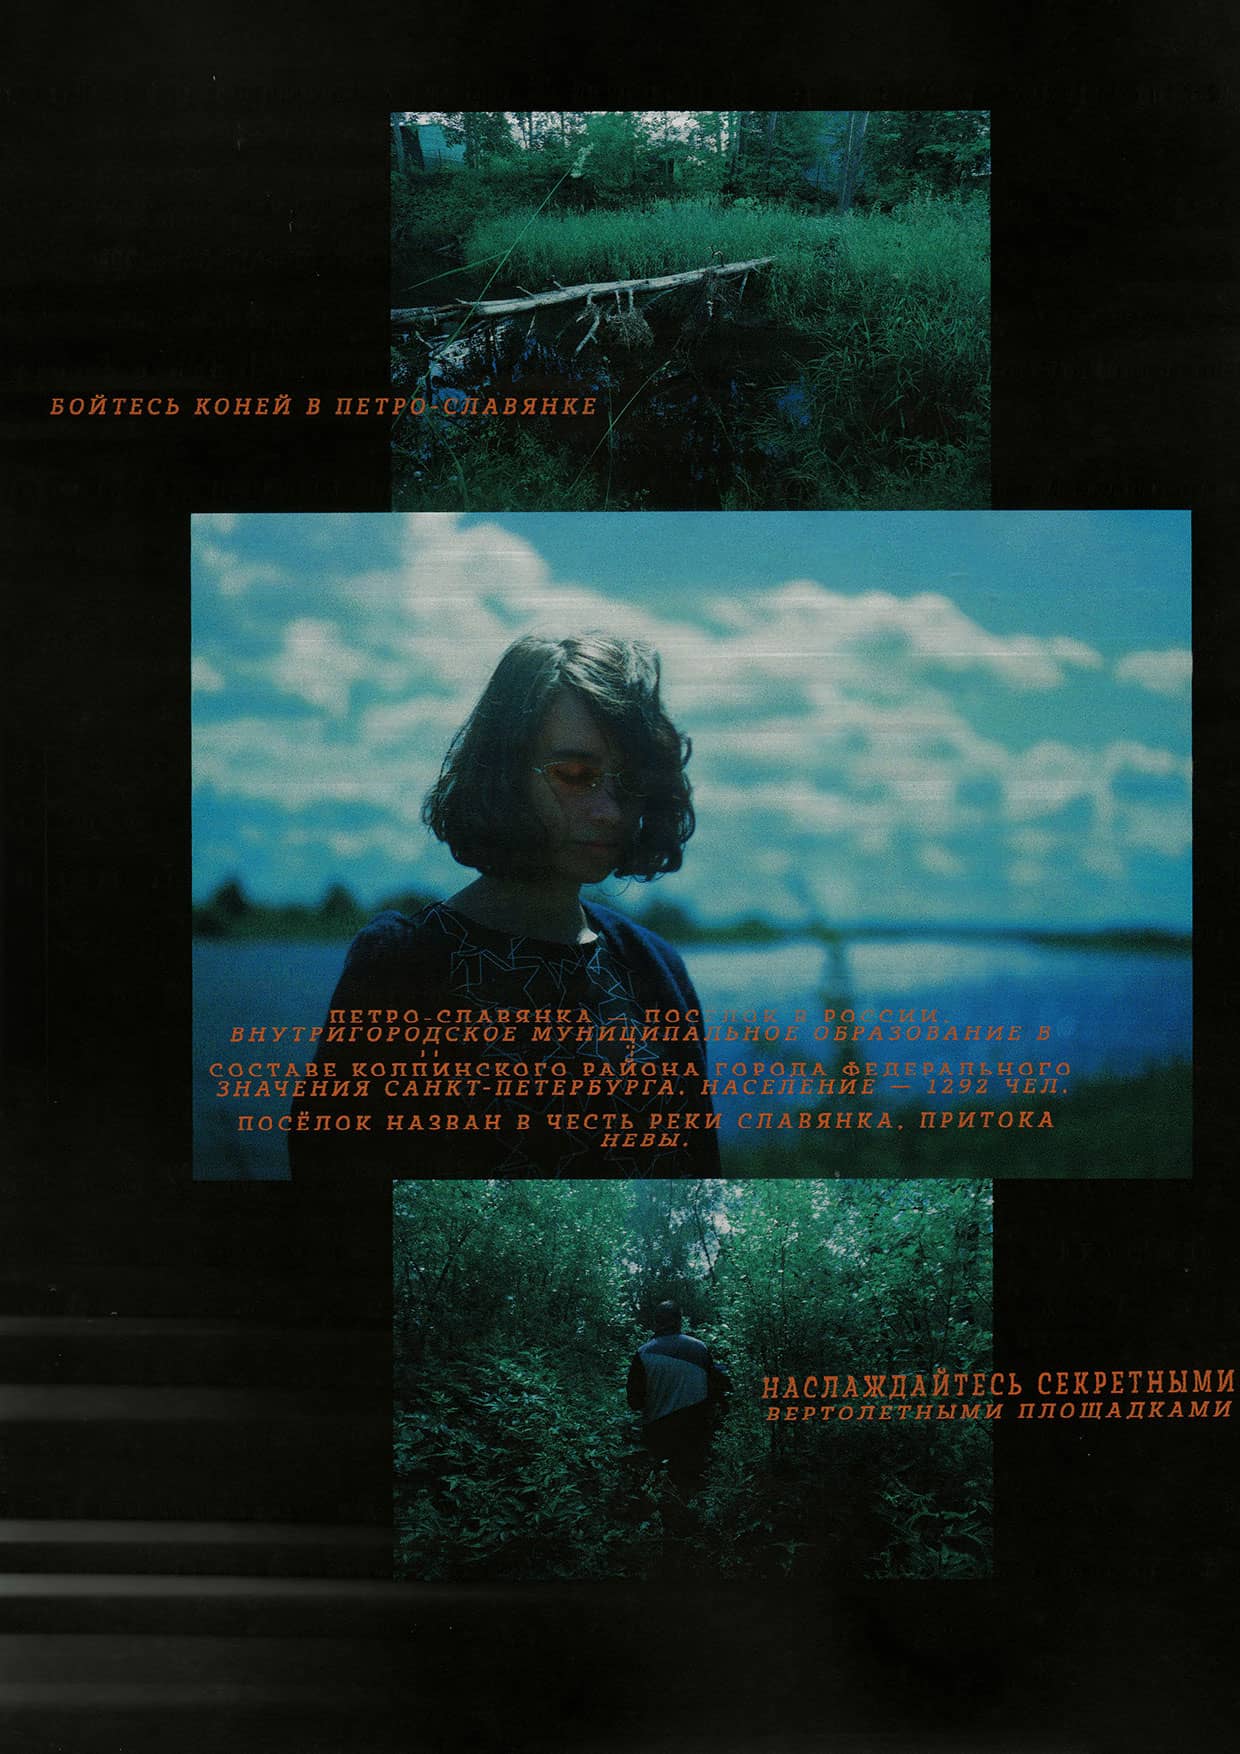 БОЙТЕСЬ КОНЕЙ В ПЕТРО-СЛАВЯНКЕ
ПЕТРО-СЛАВЯНКА — ПОСЁЛОК В РОССИИ,
ВНУТРИГОРОДСКОЕ МУНИЦИПАЛЬНОЕ ОБРАЗОВАНИЕ В
СОСТАВЕ КОЛПИНСКОГО РАЙОНА ГОРОДА ФЕДЕРАЛЬНОГО
ЗНАЧЕНИЯ САНКТ-ПЕТЕРБУРГА. НАСЕЛЕНИЕ — 1292 ЧЕЛ.
ПОСЁЛОК НАЗВАН В ЧЕСТЬ РЕКИ СЛАВЯНКА, ПРИТОКА
НЕВЫ.
НАСЛАЖДАЙТЕСЬ СЕКРЕТНЫМИ
ВЕРТОЛЕТНЫМИ ПЛОЩАДКАМИ